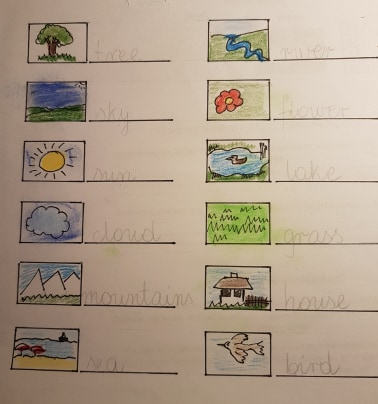 tree
river
sky
flower
sun
lake
cloud
grass
mountains
house
sea
bird